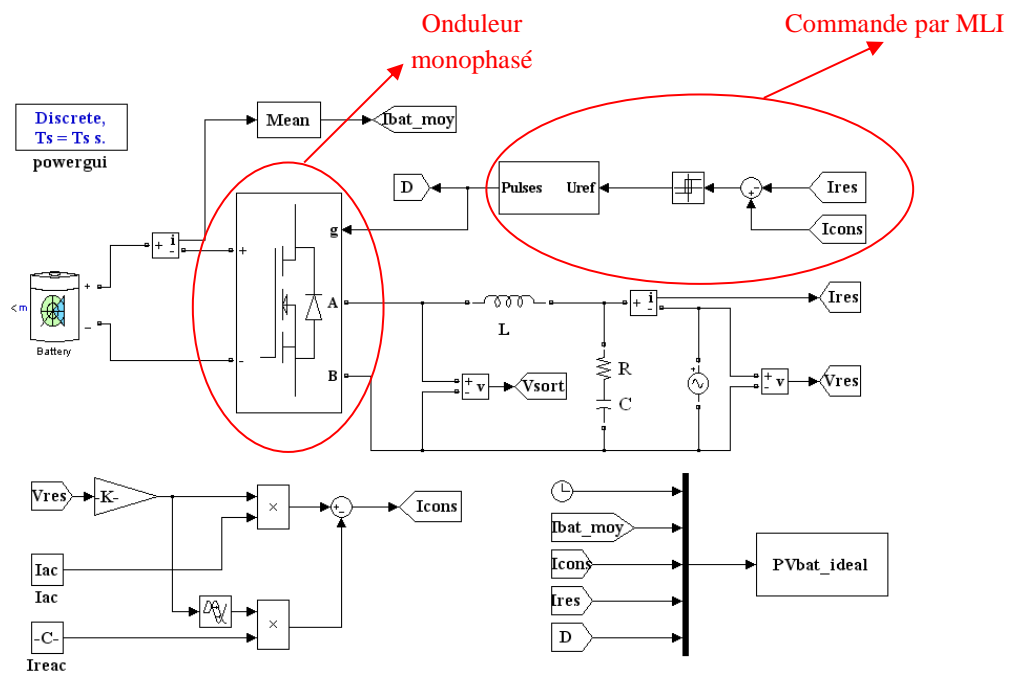 Onduleur
monophasé
Commande par MLI
Discrete,
Ts = Ts s.
powergui
Mean
Ibat_moy
D
Pulses
Uref
+
-
Ires
Icons
+
i
-
g
+
-
A
B
<m
+
−
Battery
L
+
i
-
Ires
R
C
+
+
-
v
Vsort
+
-
v
Vres
Vres
-K-
×
+
-
Icons
Iac
Iac
×
-C-
Ireac
Ibat_moy
Icons
Ires
D
PVbat_ideal